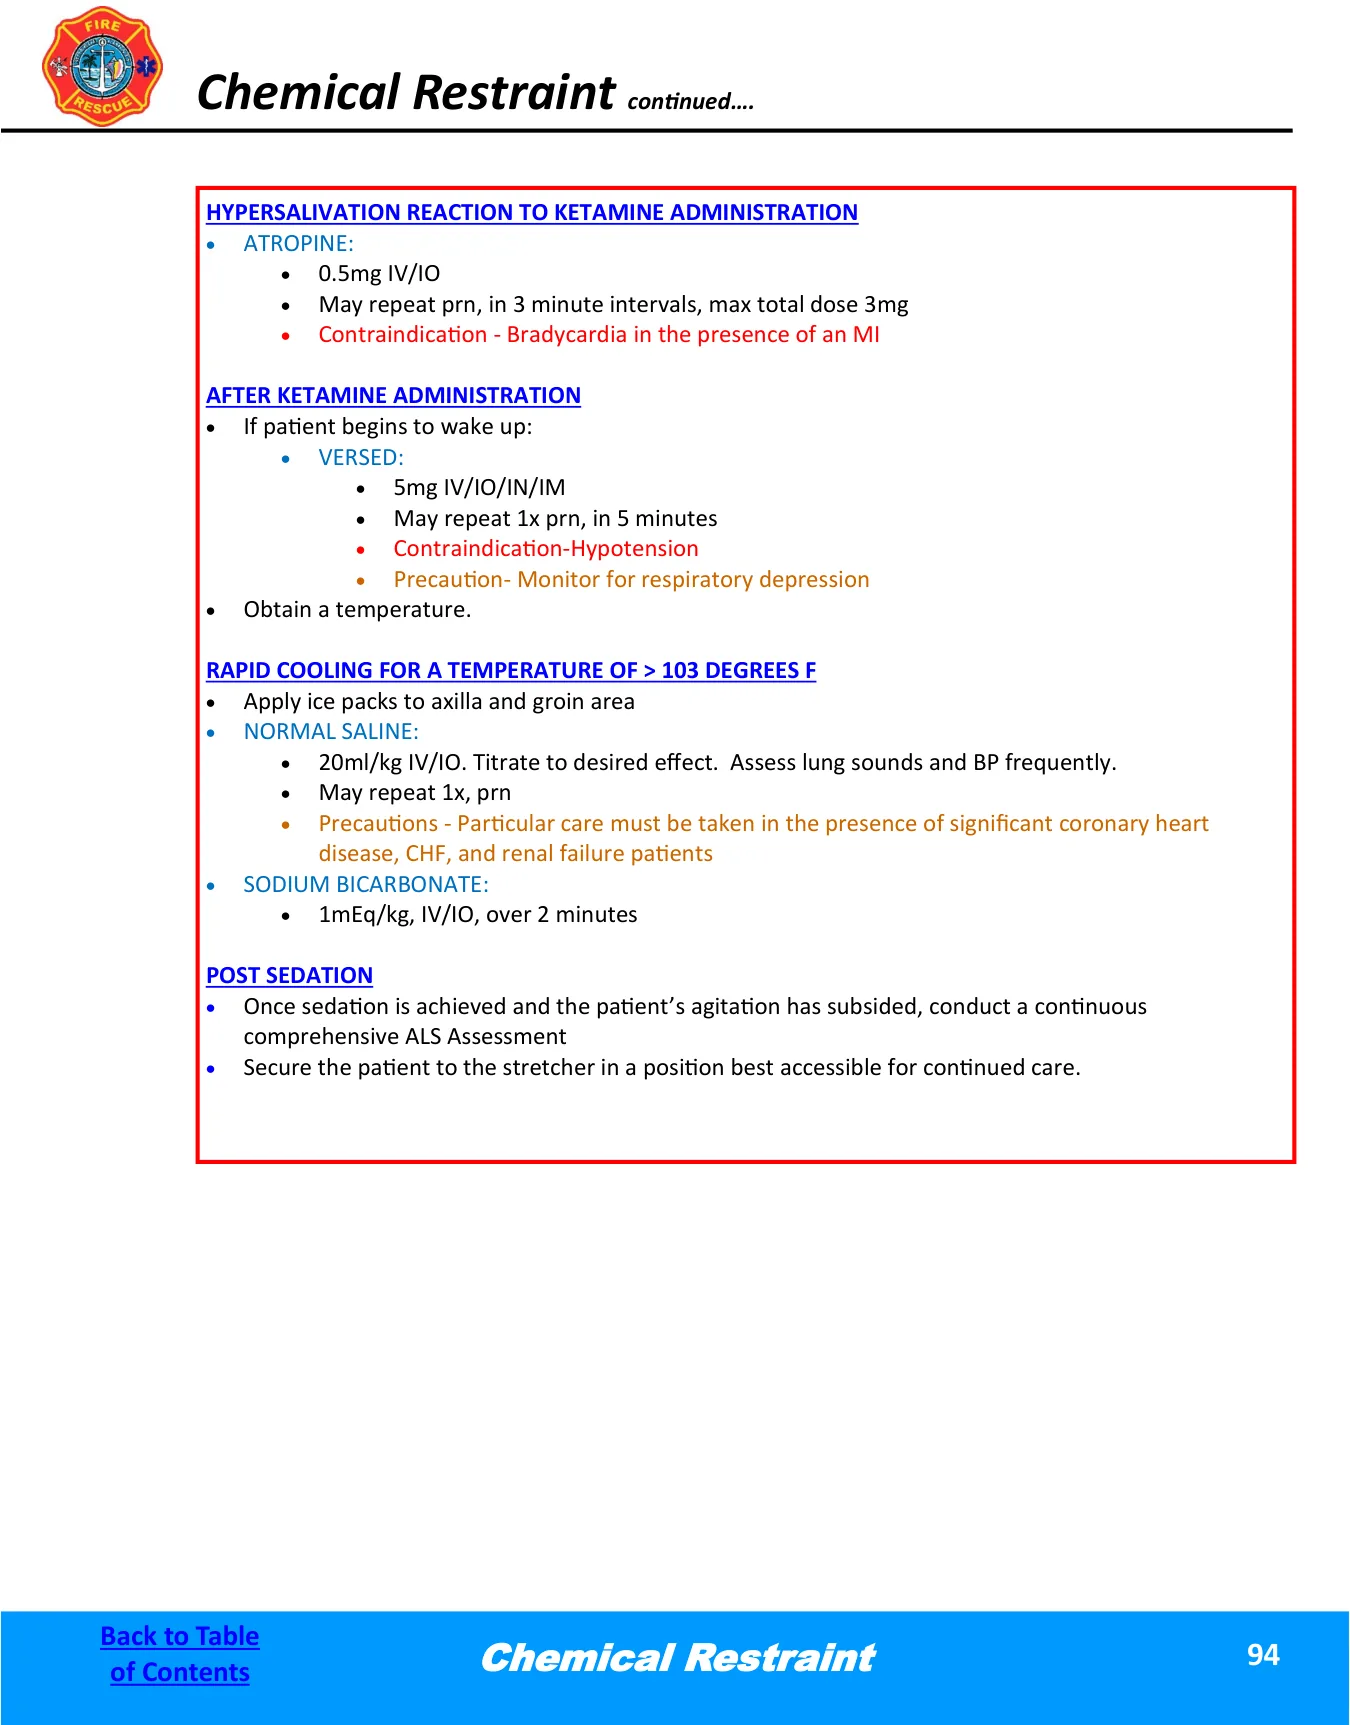 FIRE
RESCUE
Chemical Restraint continued....
HYPERSALIVATION REACTION TO KETAMINE ADMINISTRATION
• ATROPINE:
• 0.5mg IV/IO
• May repeat prn, in 3 minute intervals, max total dose 3mg
• Contraindication - Bradycardia in the presence of an MI
AFTER KETAMINE ADMINISTRATION
• If patient begins to wake up:
• VERSED:
• 5mg IV/IO/IN/IM
• May repeat 1x prn, in 5 minutes
• Contraindication-Hypotension
• Precaution- Monitor for respiratory depression
• Obtain a temperature.
RAPID COOLING FOR A TEMPERATURE OF > 103 DEGREES F
• Apply ice packs to axilla and groin area
• NORMAL SALINE:
• 20ml/kg IV/IO. Titrate to desired effect.  Assess lung sounds and BP frequently.
• May repeat 1x, prn
• Precautions - Particular care must be taken in the presence of significant coronary heart
disease, CHF, and renal failure patients
• SODIUM BICARBONATE:
• 1mEq/kg, IV/IO, over 2 minutes
POST SEDATION
• Once sedation is achieved and the patient’s agitation has subsided, conduct a continuous
comprehensive ALS Assessment
• Secure the patient to the stretcher in a position best accessible for continued care.
Back to Table
of Contents
Chemical Restraint
94